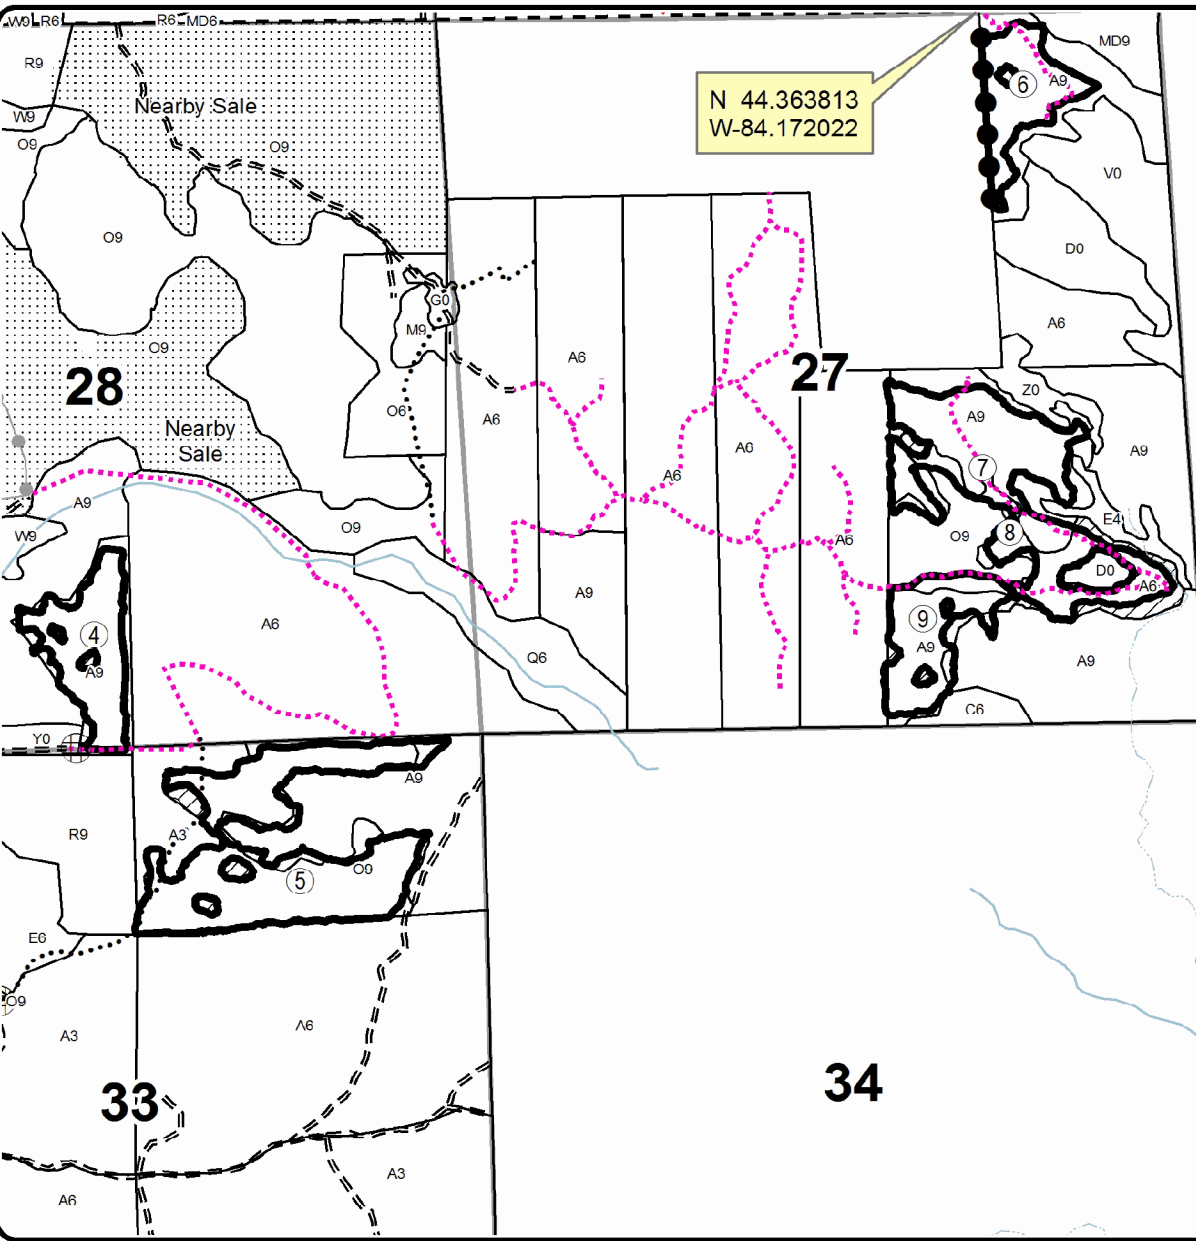 W9 R6 R6 MD6
R9
MD9
Nearby Sale
N 44.363813
W-84.172022
6
A9
W9
O9
O9
V0
O9
D0
G0
M9
A6
O9
A6
28
27
Z0
O6
A6
A9
Nearby
Sale
A6
A6
A9
7
A9
W9
O9
A6
O9
8
E4
D0
A6
A9
4
A6
9
A9
A9
Q6
A9
Y0
C6
A9
R9
A3
O9
5
E6
O9
A3
A6
33
34
A3
A6